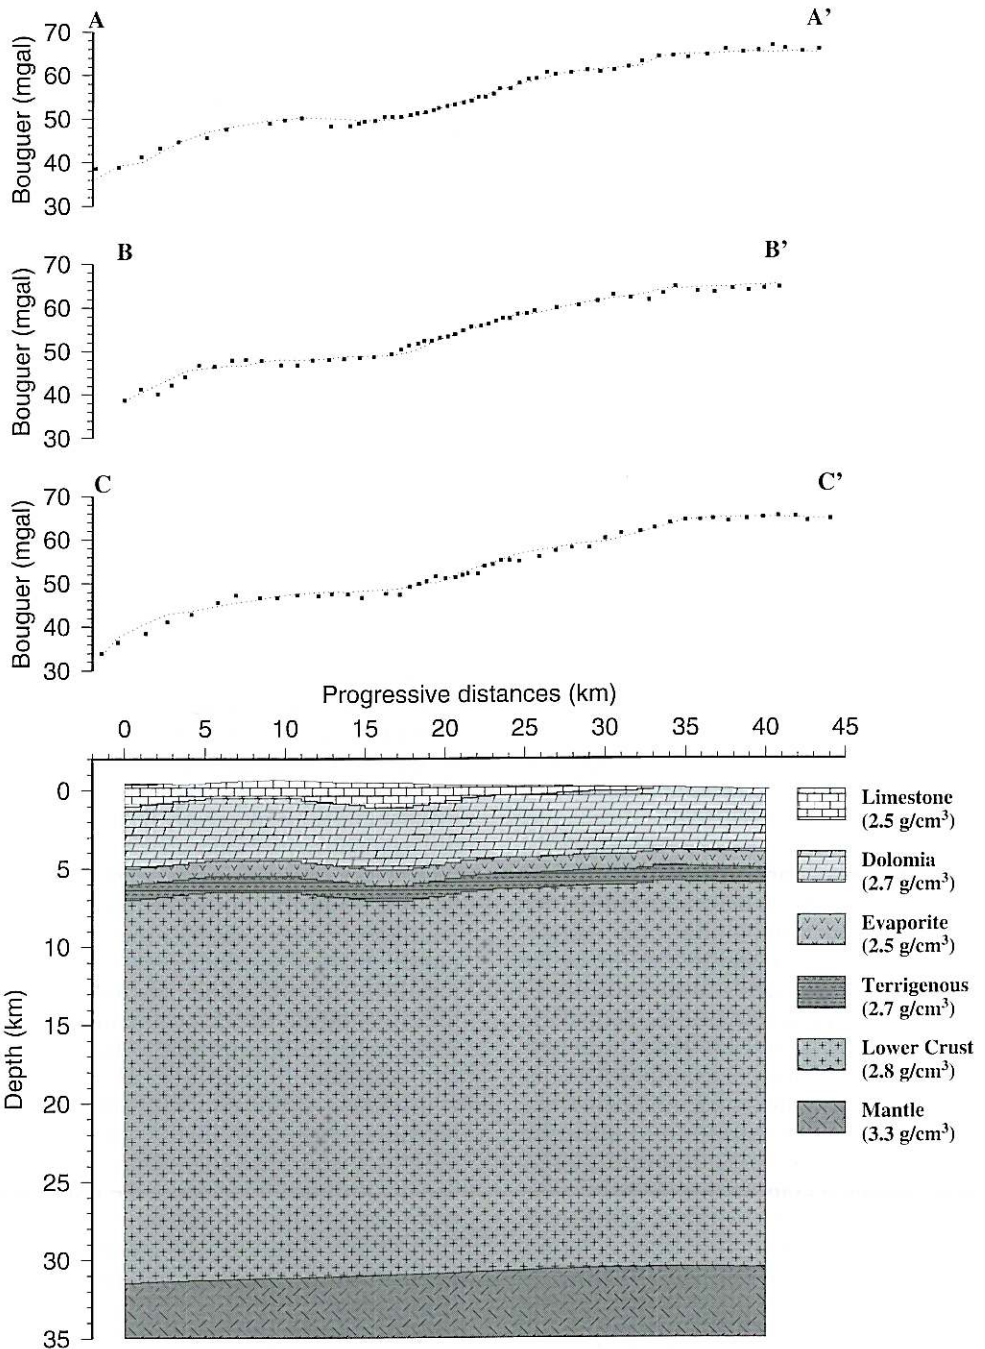 A
A’
70
60
50
40
30
Bouguer (mgal)
B
B’
70
60
50
40
30
Bouguer (mgal)
C
C’
70
60
50
40
30
Bouguer (mgal)
Progressive distances (km)
0 5 10 15 20 25 30 35 40 45
0
5
10
15
20
25
30
35
Depth (km)
Limestone
(2.5 g/cm³)
Dolomia
(2.7 g/cm³)
Evaporite
(2.5 g/cm³)
Terrigenous
(2.7 g/cm³)
Lower Crust
(2.8 g/cm³)
Mantle
(3.3 g/cm³)